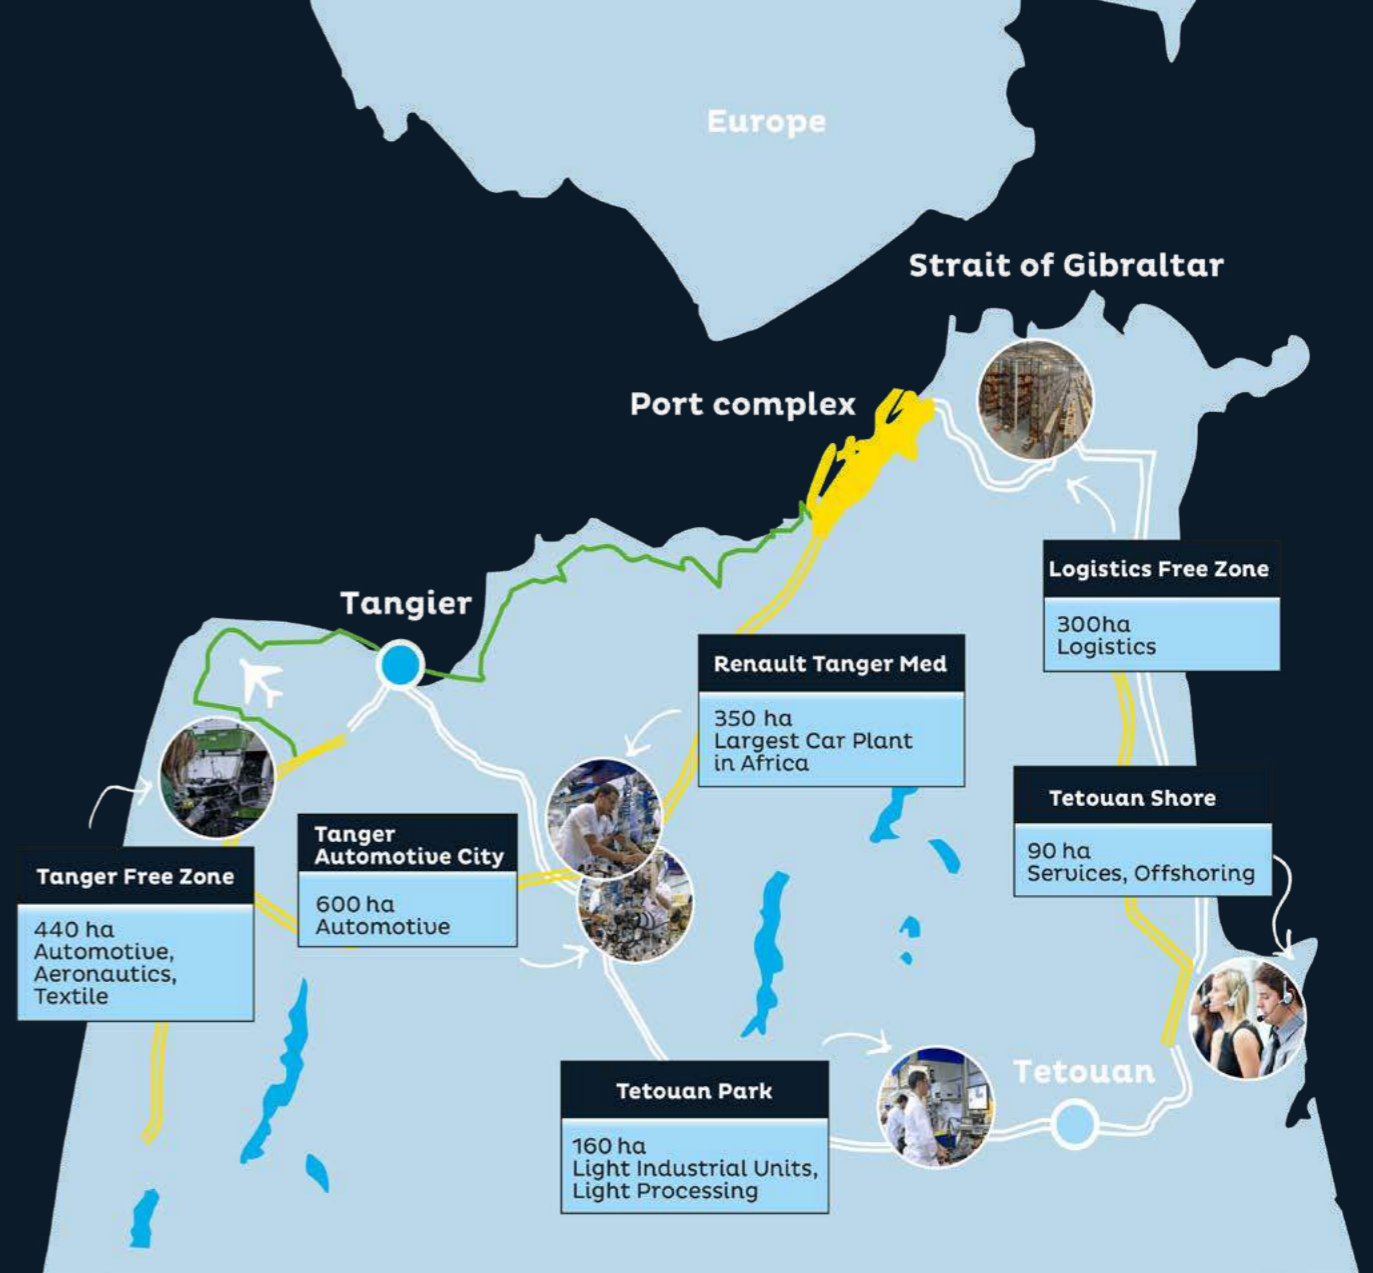 Europe
Strait of Gibraltar
Port complex
Tangier
Logistics Free Zone
300ha
Logistics
Renault Tanger Med
350 ha
Largest Car Plant
in Africa
Tetouan Shore
90 ha
Services, Offshoring
Tanger
Automotive City
600 ha
Automotive
Tanger Free Zone
440 ha
Automotive,
Aeronautics,
Textile
Tetouan
Tetouan Park
160 ha
Light Industrial Units,
Light Processing